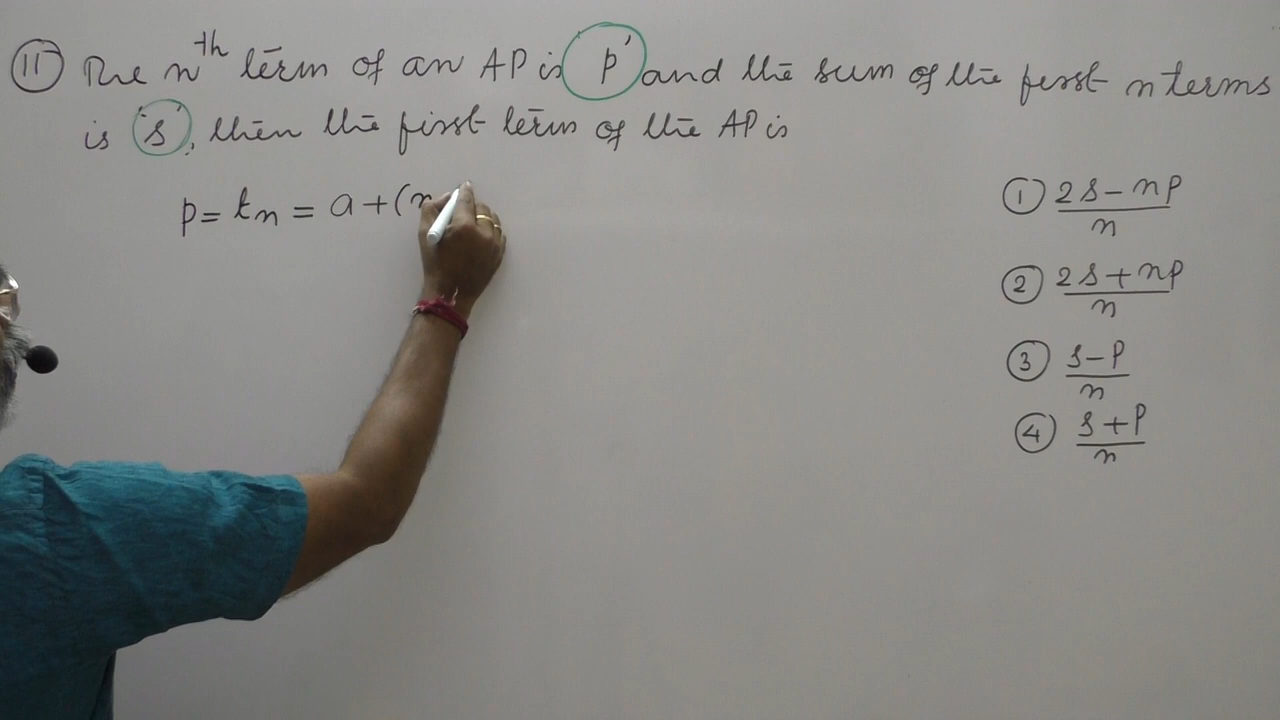 11 The nth term of an AP is 'p' and the sum of the first n terms
is 's', then the first term of the AP is
p = tn = a + (n
1 2s - np / n
2 2s + np / n
3 s - p / n
4 s + p / n